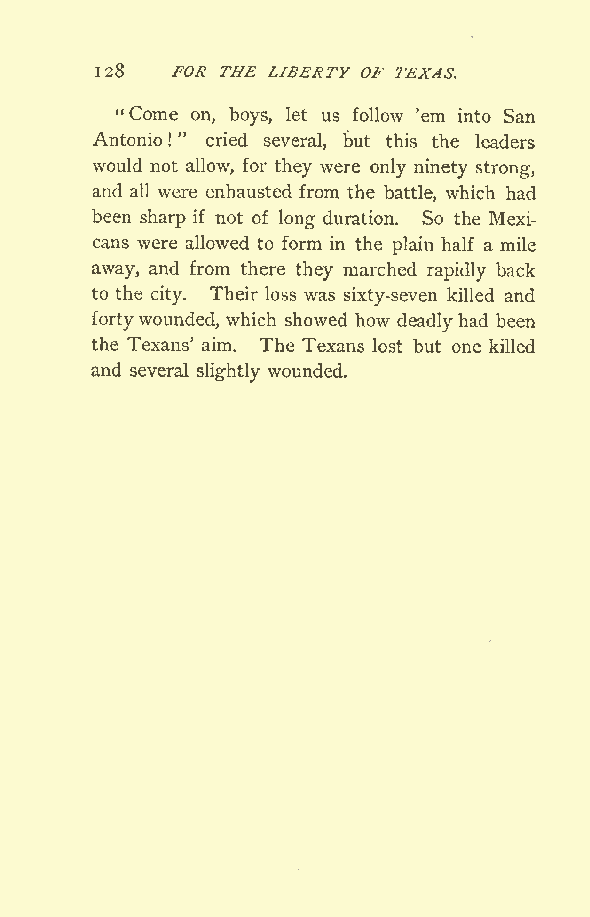 128 FOR THE LIBERTY OF TEXAS.
"Come on, boys, let us follow 'em into San
Antonio!" cried several, but this the leaders
would not allow, for they were only ninety strong,
and all were exhausted from the battle, which had
been sharp if not of long duration. So the Mexi-
cans were allowed to form in the plain half a mile
away, and from there they marched rapidly back
to the city. Their loss was sixty-seven killed and
forty wounded, which showed how deadly had been
the Texans' aim. The Texans lost but one killed
and several slightly wounded.